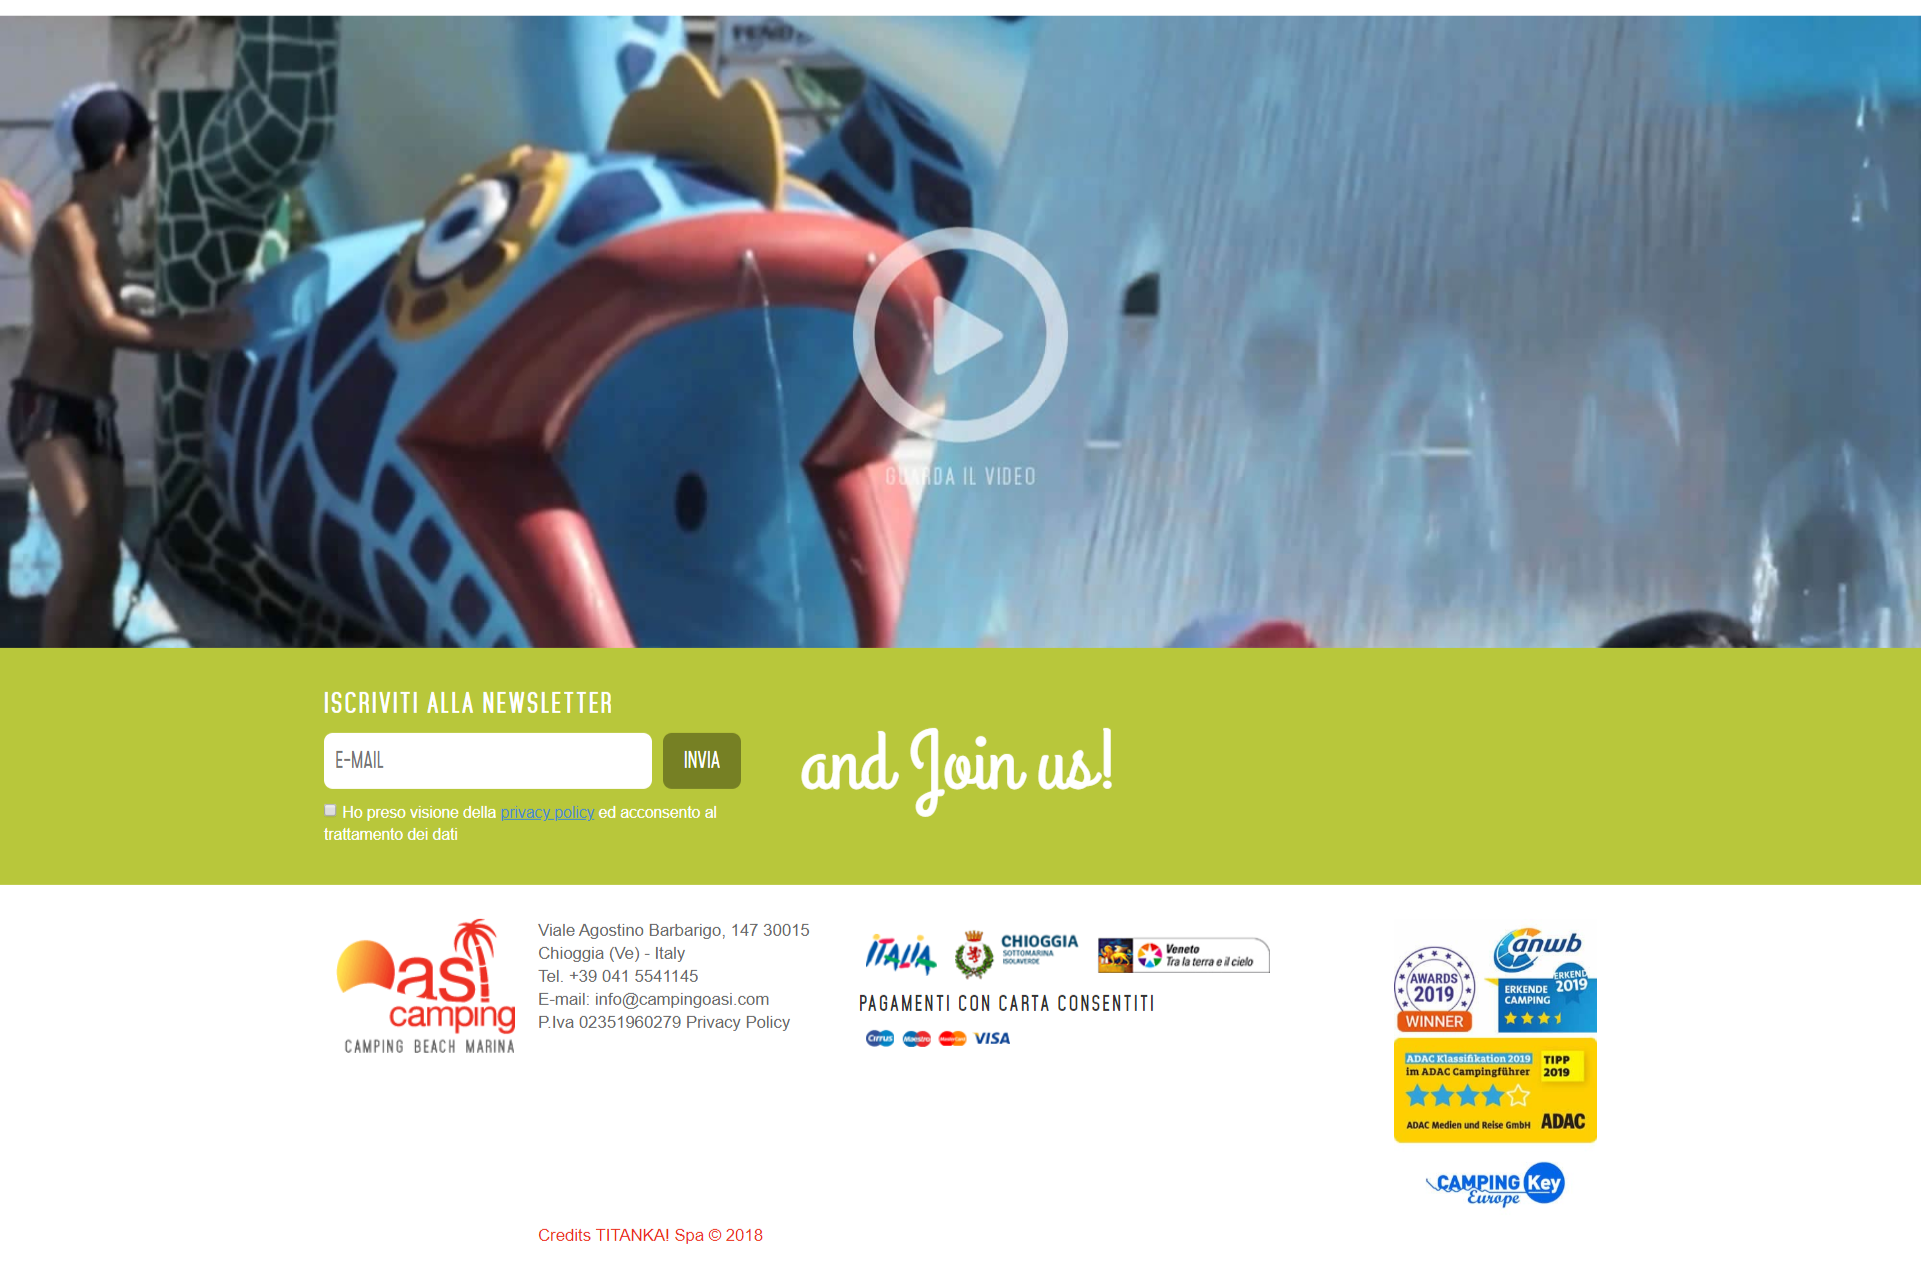 GUARDA IL VIDEO
ISCRIVITI ALLA NEWSLETTER
E-MAIL
INVIA
Ho preso visione della privacy policy ed acconsento al
trattamento dei dati
and Join us!
Oasi
camping
CAMPING BEACH MARINA
Viale Agostino Barbarigo, 147 30015
Chioggia (Ve) - Italy
Tel. +39 041 5541145
E-mail: info@campingoasi.com
P.Iva 02351960279 Privacy Policy
ITALIA
CHIOGGIA
SOTTOMARINA
ISOLAVERDE
Veneto
Tra la terra e il cielo
PAGAMENTI CON CARTA CONSENTITI
Cirrus
Maestro
MasterCard
VISA
AWARDS
2019
WINNER
anwb
ERKEND
2019
ERKENDE
CAMPING
ADAC Klassifikation 2019
im ADAC Campingführer
TIPP
2019
ADAC Medien und Reise GmbH
ADAC
CAMPING Key
Europe
Credits TITANKA! Spa © 2018